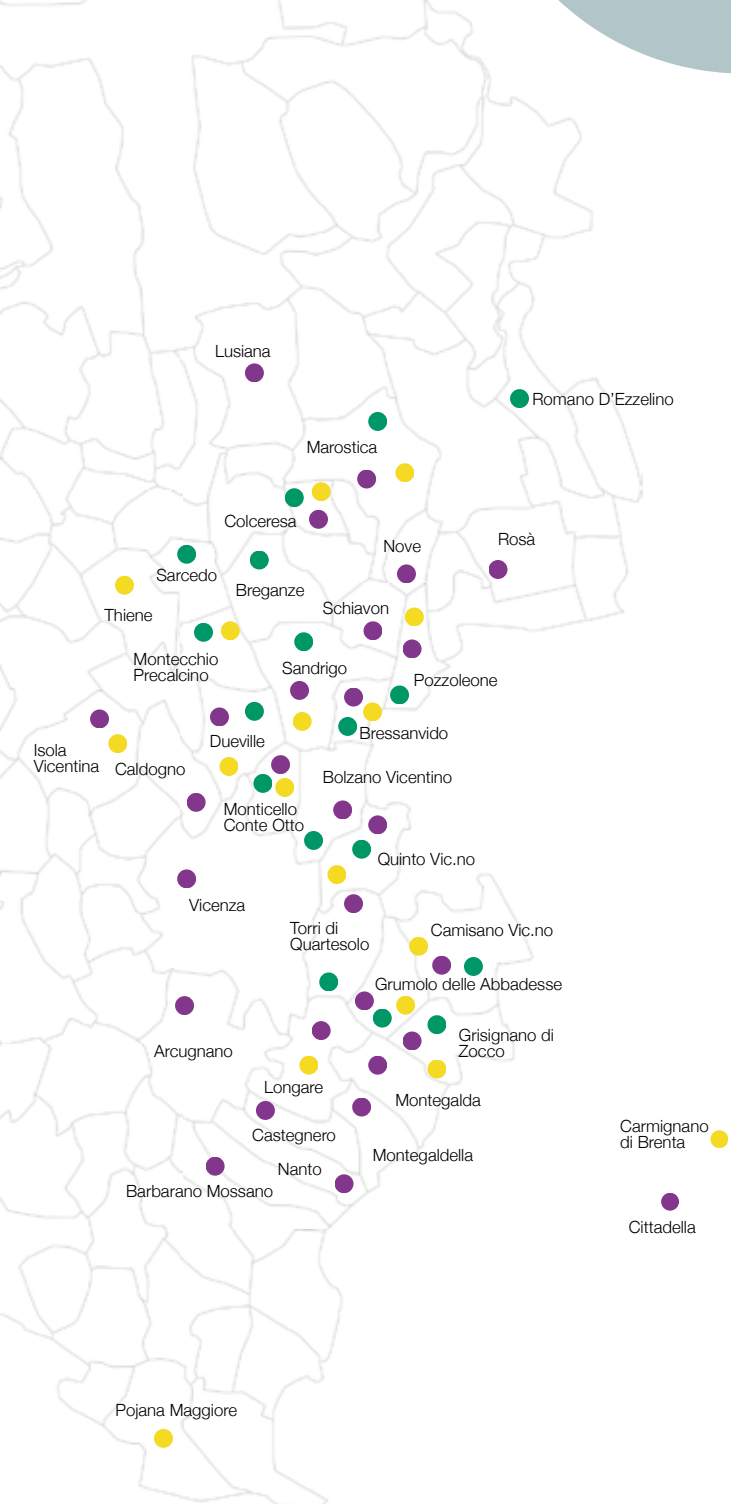 Lusiana
Romano D'Ezzelino
Marostica
Colceresa
Rosà
Nove
Sarcedo
Breganze
Thiene
Schiavon
Montecchio
Precalcino
Sandrigo
Pozzoleone
Bressanvido
Dueville
Isola
Vicentina
Caldogno
Bolzano Vicentino
Monticello
Conte Otto
Quinto Vic.no
Vicenza
Torri di
Quartesolo
Camisano Vic.no
Grumolo delle Abbadesse
Grisignano di
Zocco
Arcugnano
Longare
Montegalda
Castegnero
Carmignano
di Brenta
Montegaldella
Nanto
Barbarano Mossano
Cittadella
Pojana Maggiore